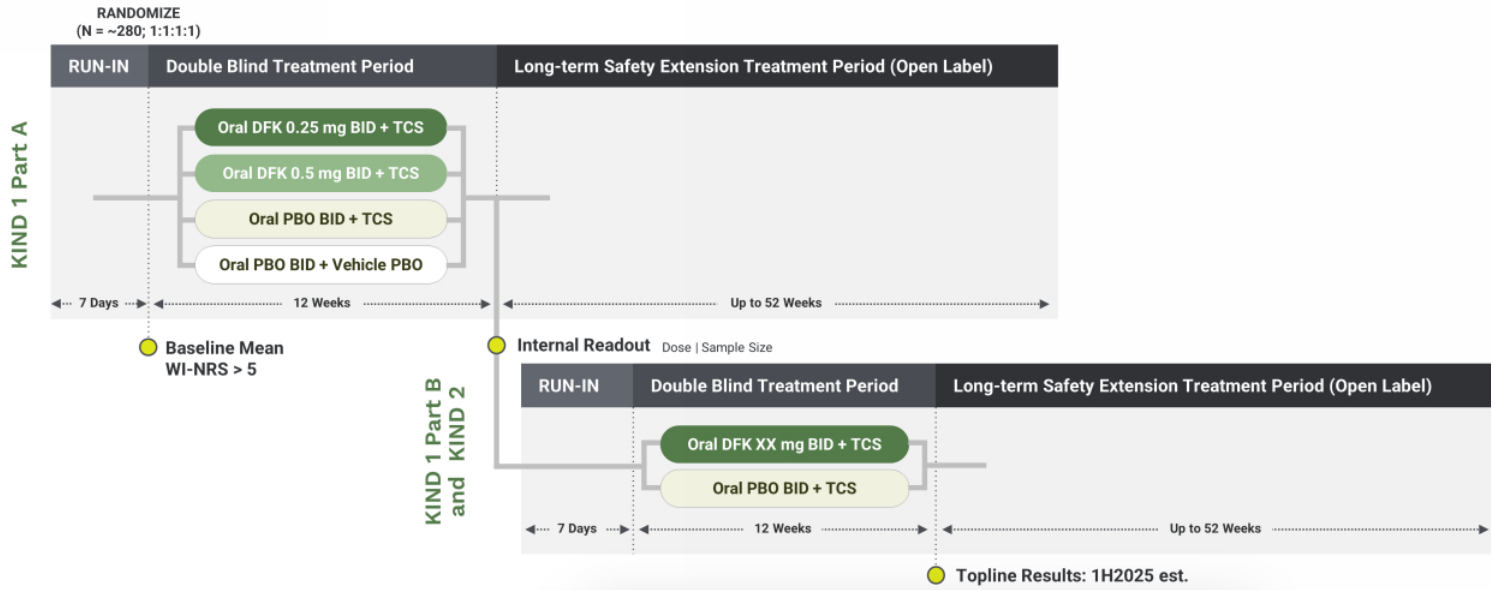 RANDOMIZE
(N = ~280; 1:1:1:1)
RUN-IN
Double Blind Treatment Period
Long-term Safety Extension Treatment Period (Open Label)
KIND 1 Part A
Oral DFK 0.25 mg BID + TCS
Oral DFK 0.5 mg BID + TCS
Oral PBO BID + TCS
Oral PBO BID + Vehicle PBO
7 Days
12 Weeks
Up to 52 Weeks
Baseline Mean
WI-NRS > 5
Internal Readout Dose | Sample Size
KIND 1 Part B
and KIND 2
RUN-IN
Double Blind Treatment Period
Long-term Safety Extension Treatment Period (Open Label)
Oral DFK XX mg BID + TCS
Oral PBO BID + TCS
7 Days
12 Weeks
Up to 52 Weeks
Topline Results: 1H2025 est.